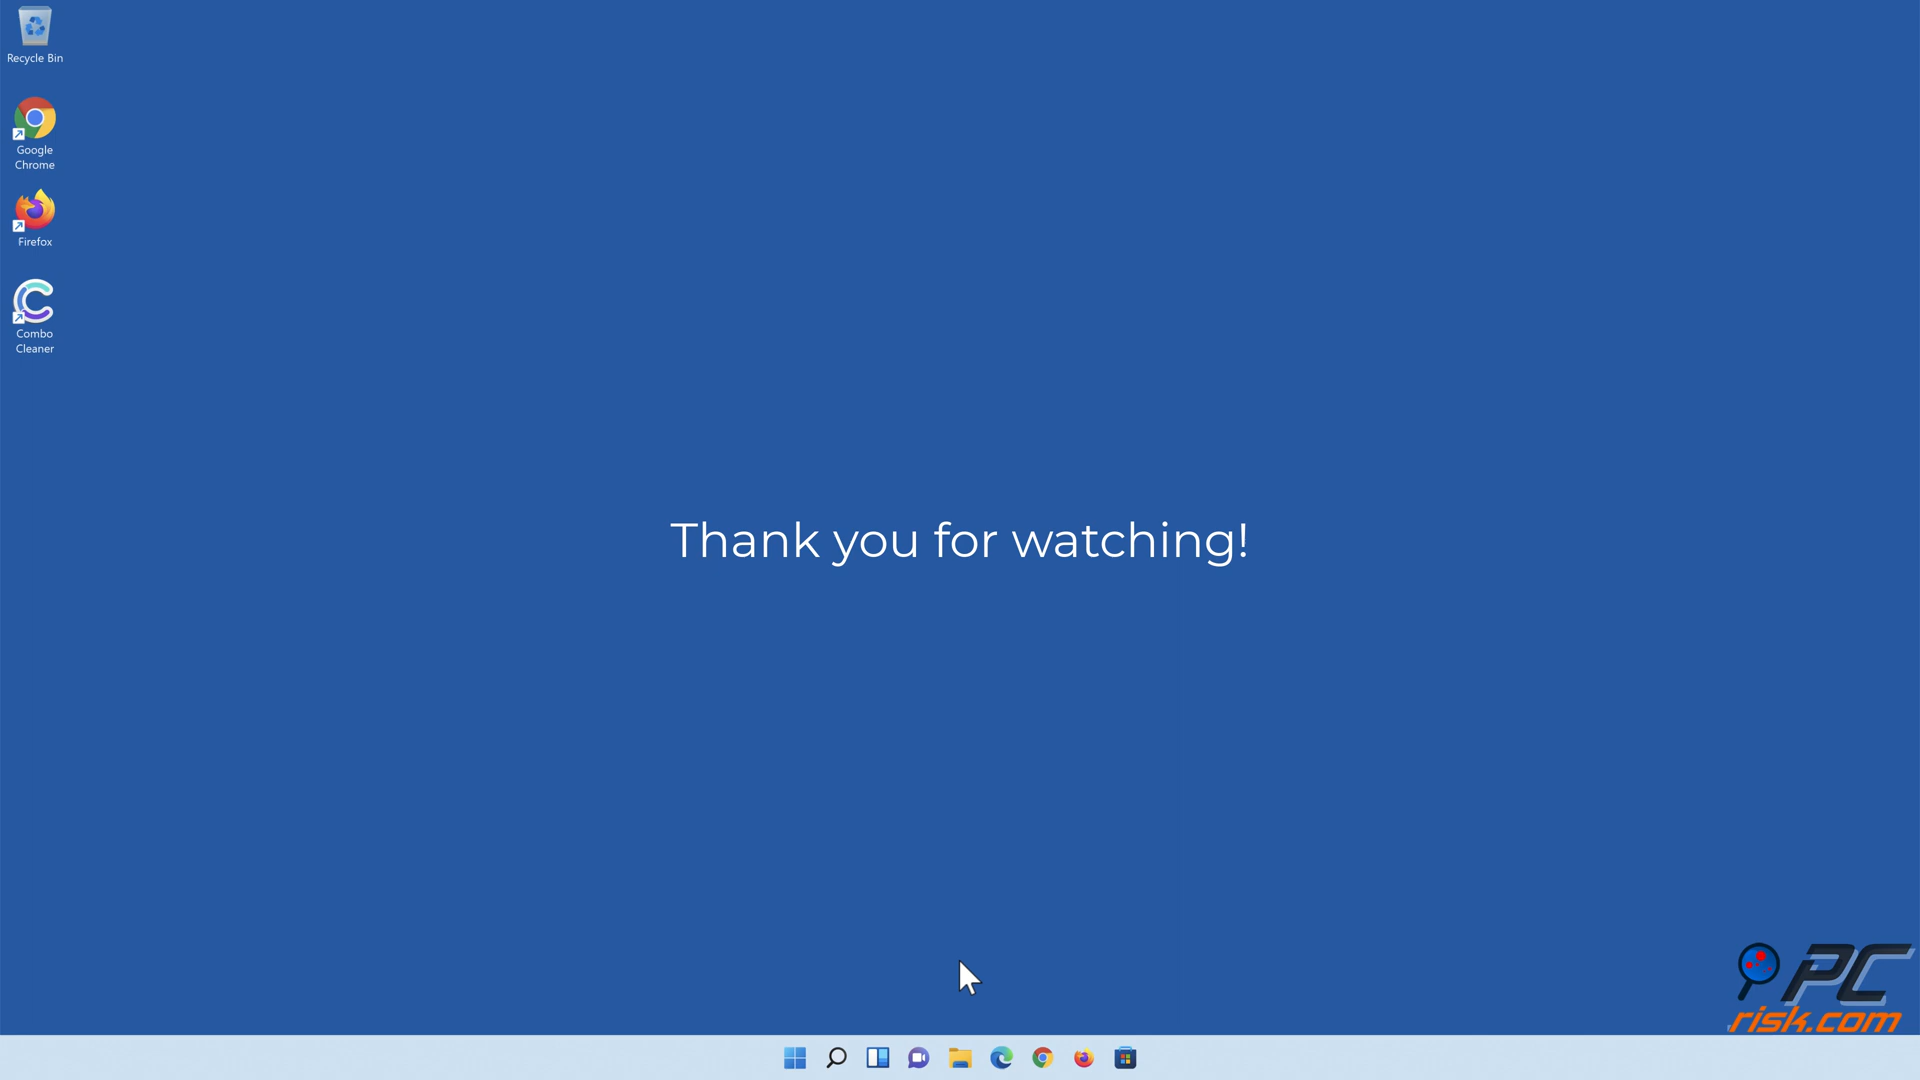 Recycle Bin
Google
Chrome
Firefox
Combo
Cleaner
Thank you for watching!
PC
risk.com